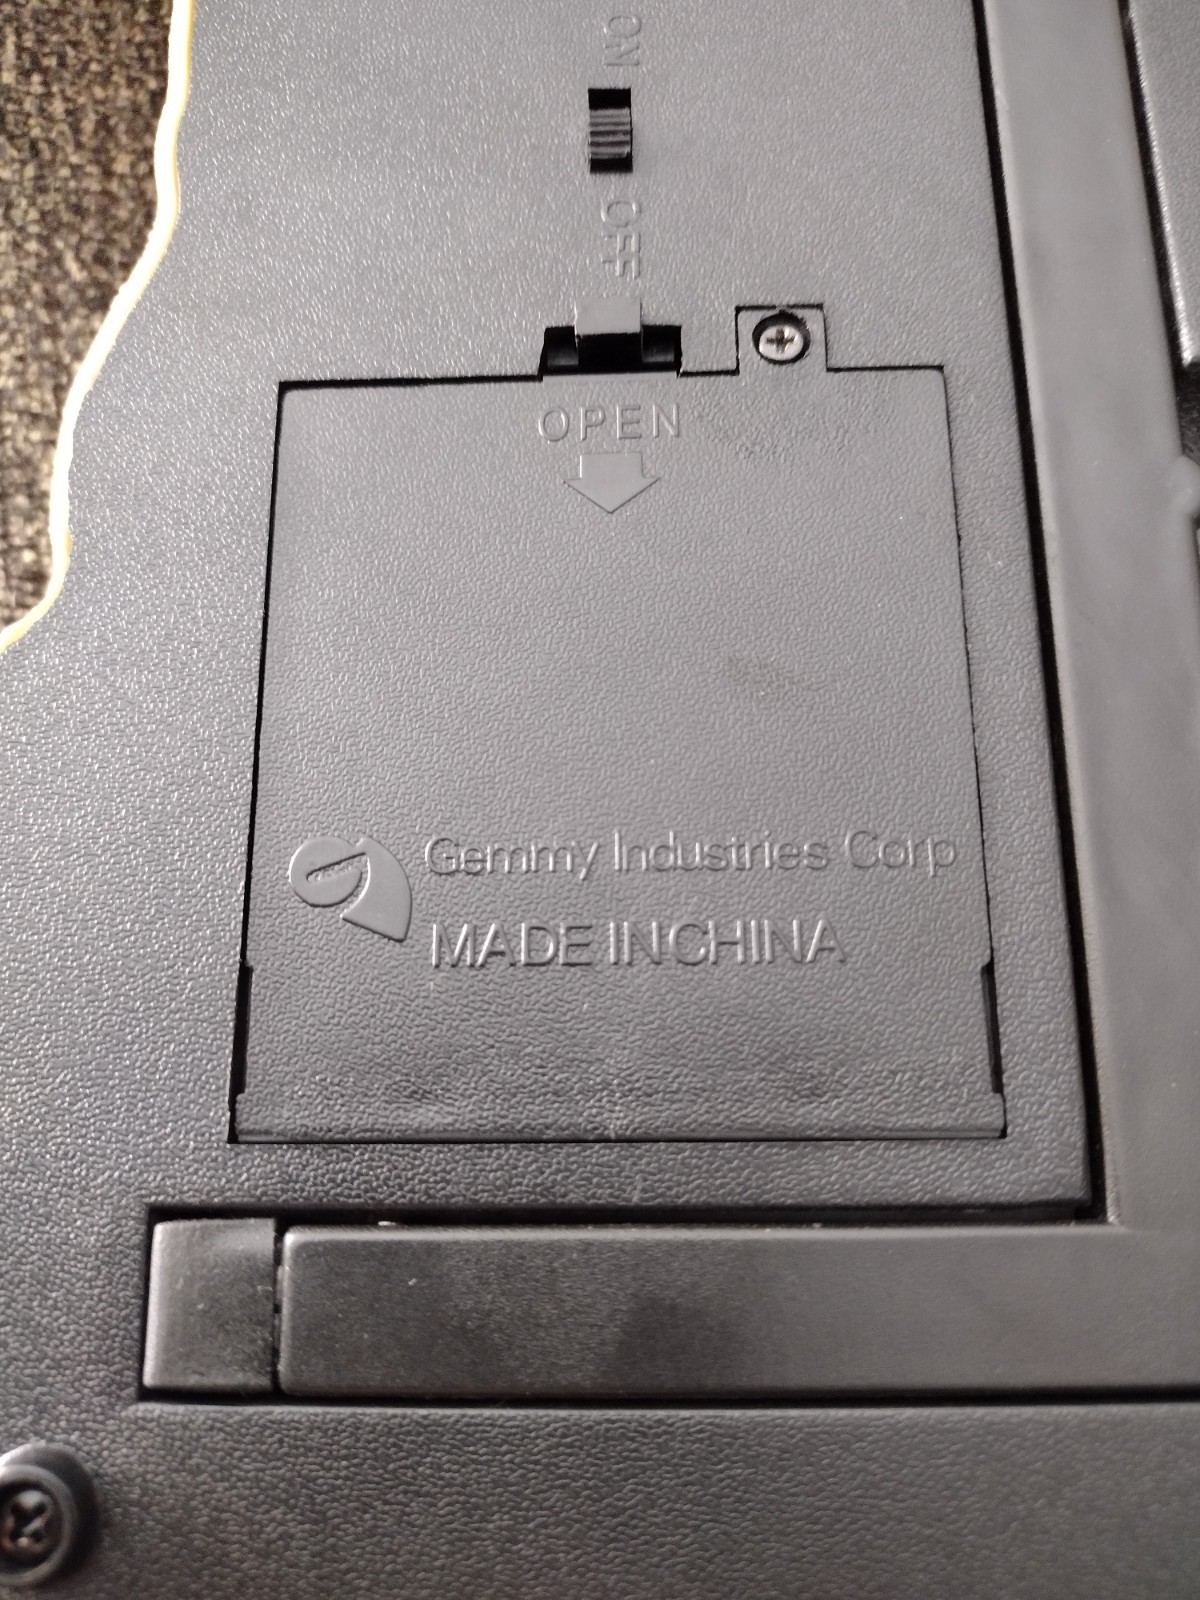 ON
OFF
OPEN
Gemmy Industries Corp
MADE IN CHINA